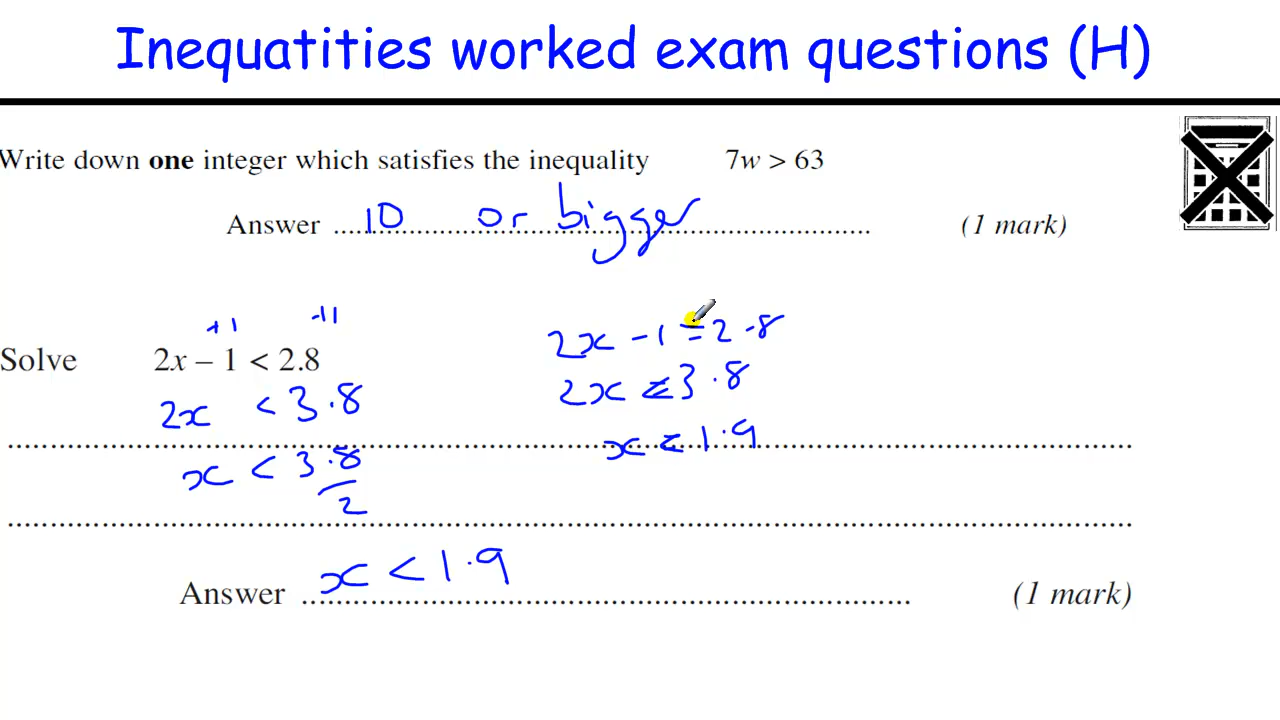 Inequatities worked exam questions (H)
Write down one integer which satisfies the inequality 7w > 63
Answer ..... 10 or bigger ..... (1 mark)
+1 +1
Solve 2x – 1 < 2.8
2x < 3.8
x < 3.8
2
2x - 1 = 2.8
2x < 3.8
x < 1.9
Answer ..... x < 1.9 ..... (1 mark)